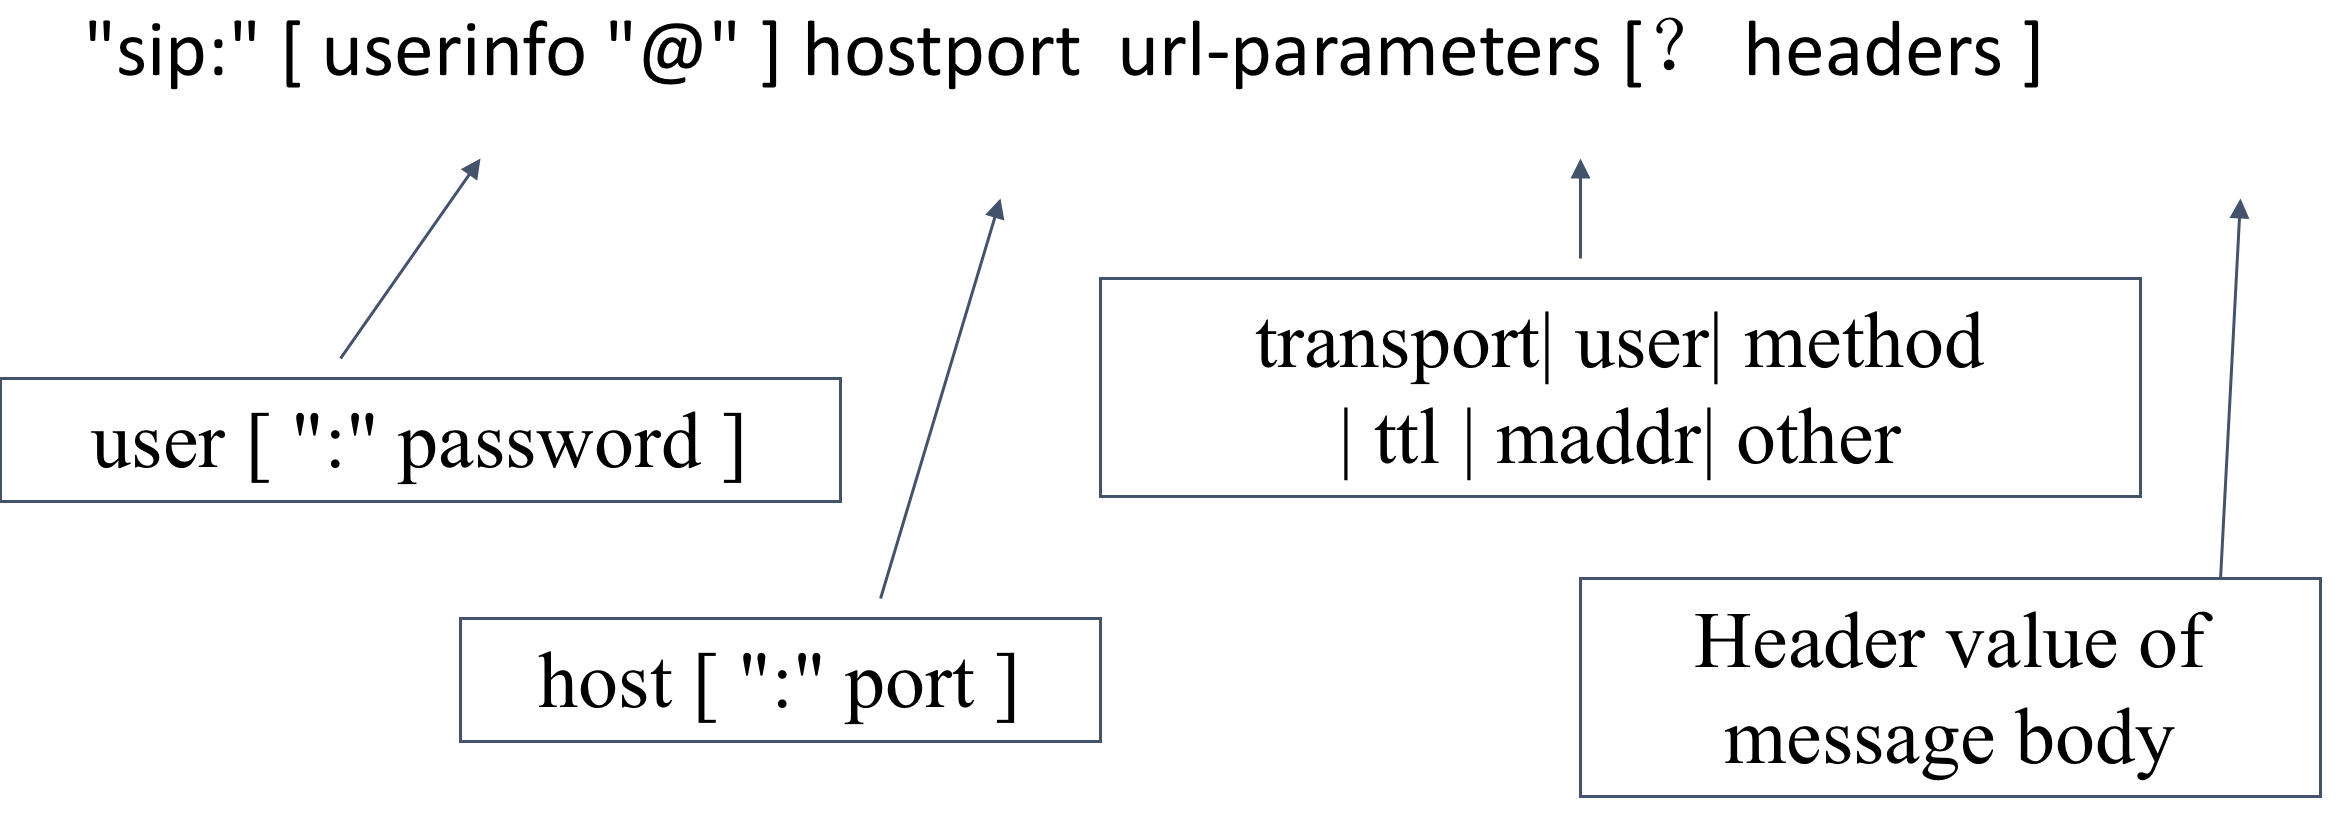 "sip:" [ userinfo "@" ] hostport url-parameters [? headers ]
transport| user| method
| ttl | maddr| other
user [ ":" password ]
host [ ":" port ]
Header value of
message body